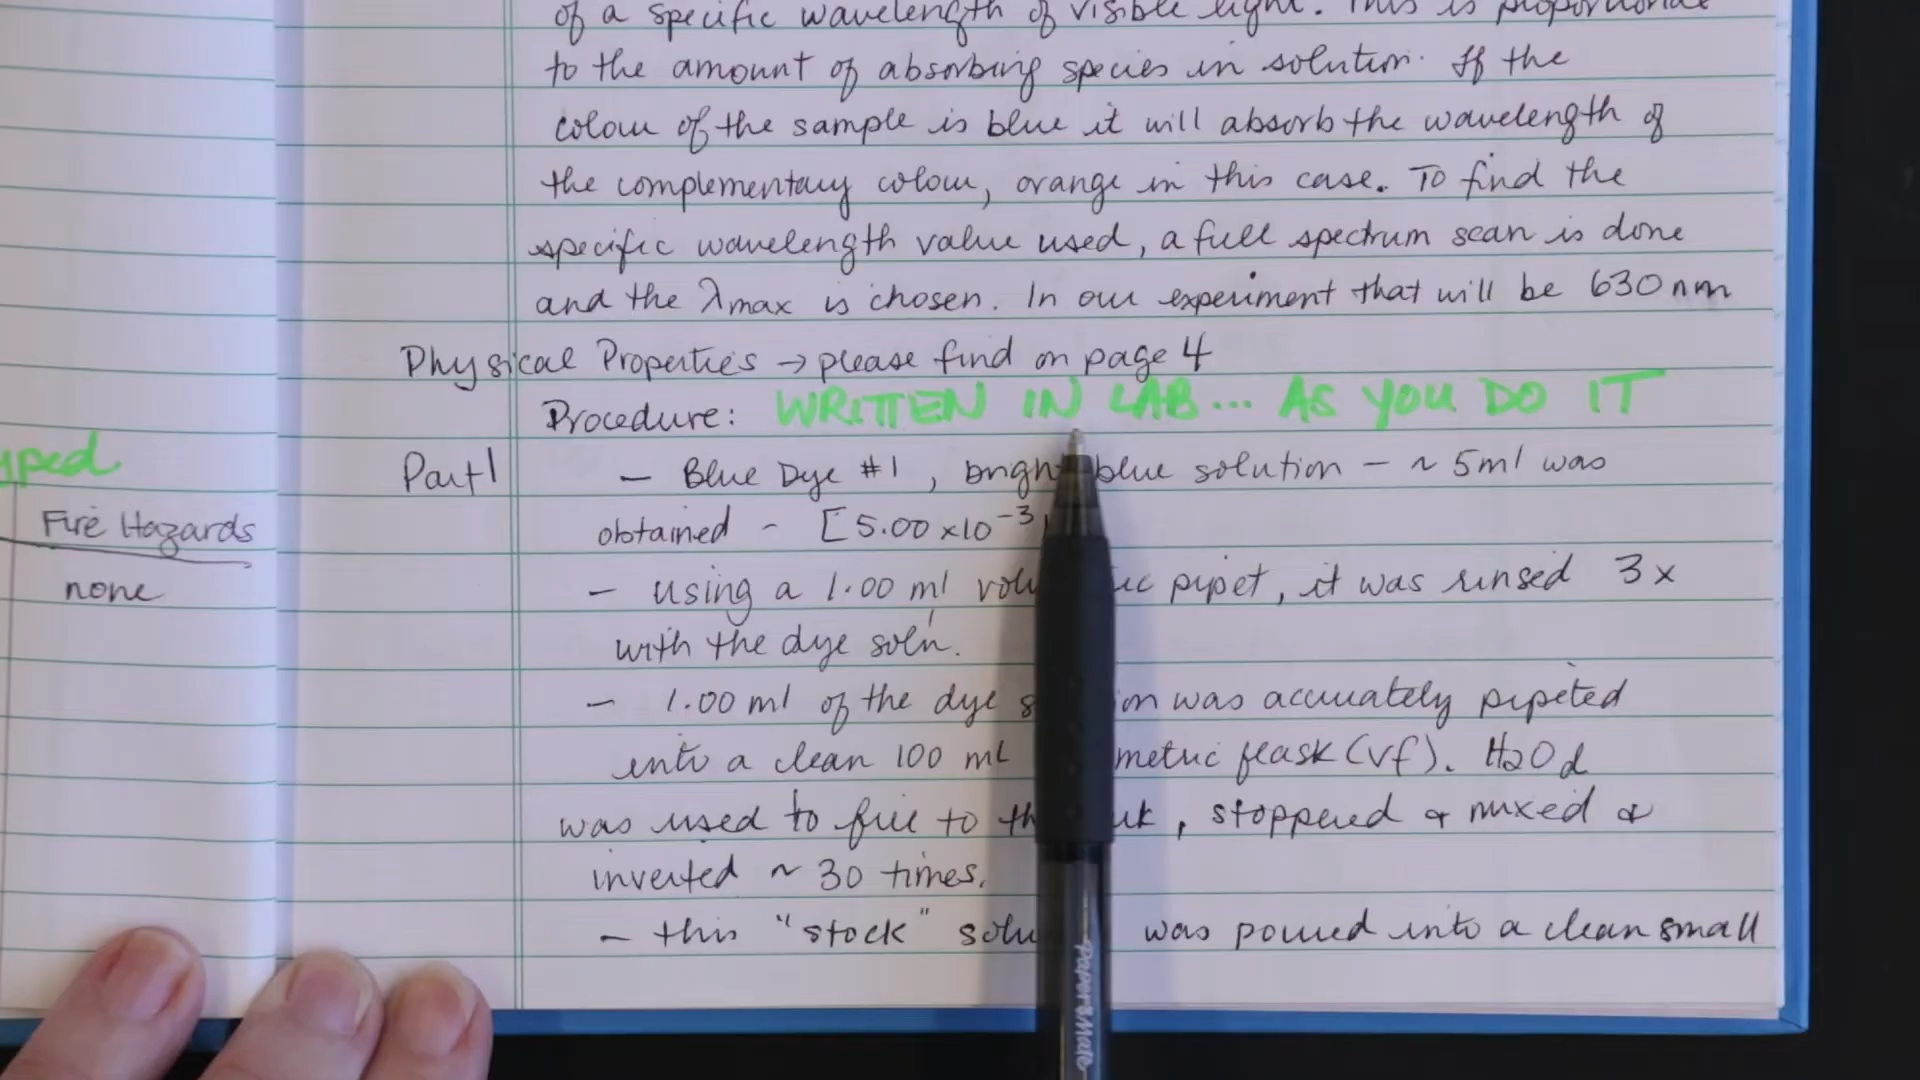 of a specific wavelength of visible light. This is proportional
to the amount of absorbing species in solution. If the
colour of the sample is blue it will absorb the wavelength of
the complementary colour, orange in this case. To find the
specific wavelength value used, a full spectrum scan is done
and the λmax is chosen. In our experiment that will be 630nm
Physical Properties → please find on page 4
Procedure: WRITTEN IN LAB... AS YOU DO IT
Part 1 - Blue Dye #1, bright blue solution - ~ 5ml was
obtained - [5.00 x10⁻³
- using a 1.00 ml pipet, it was rinsed 3x
with the dye sol'n.
- 1.00 ml of the dye was accurately pipeted
into a clean 100 mL flask (vf). H2Od
was used to fill to , stoppered & mixed &
inverted ~ 30 times.
- this "stock" was poured into a clean small
Fire Hazards
none
PaperMate